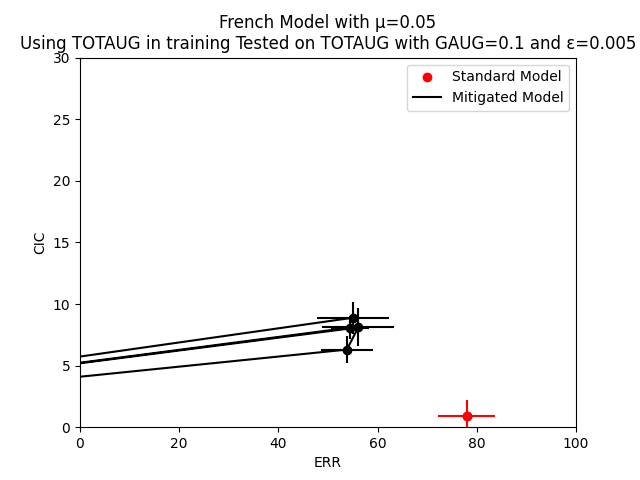 French Model with μ=0.05
Using TOTAUG in training Tested on TOTAUG with GAUG=0.1 and ε=0.005
30
25
20
15
10
5
0
CIC
Standard Model
Mitigated Model
0 20 40 60 80 100
ERR